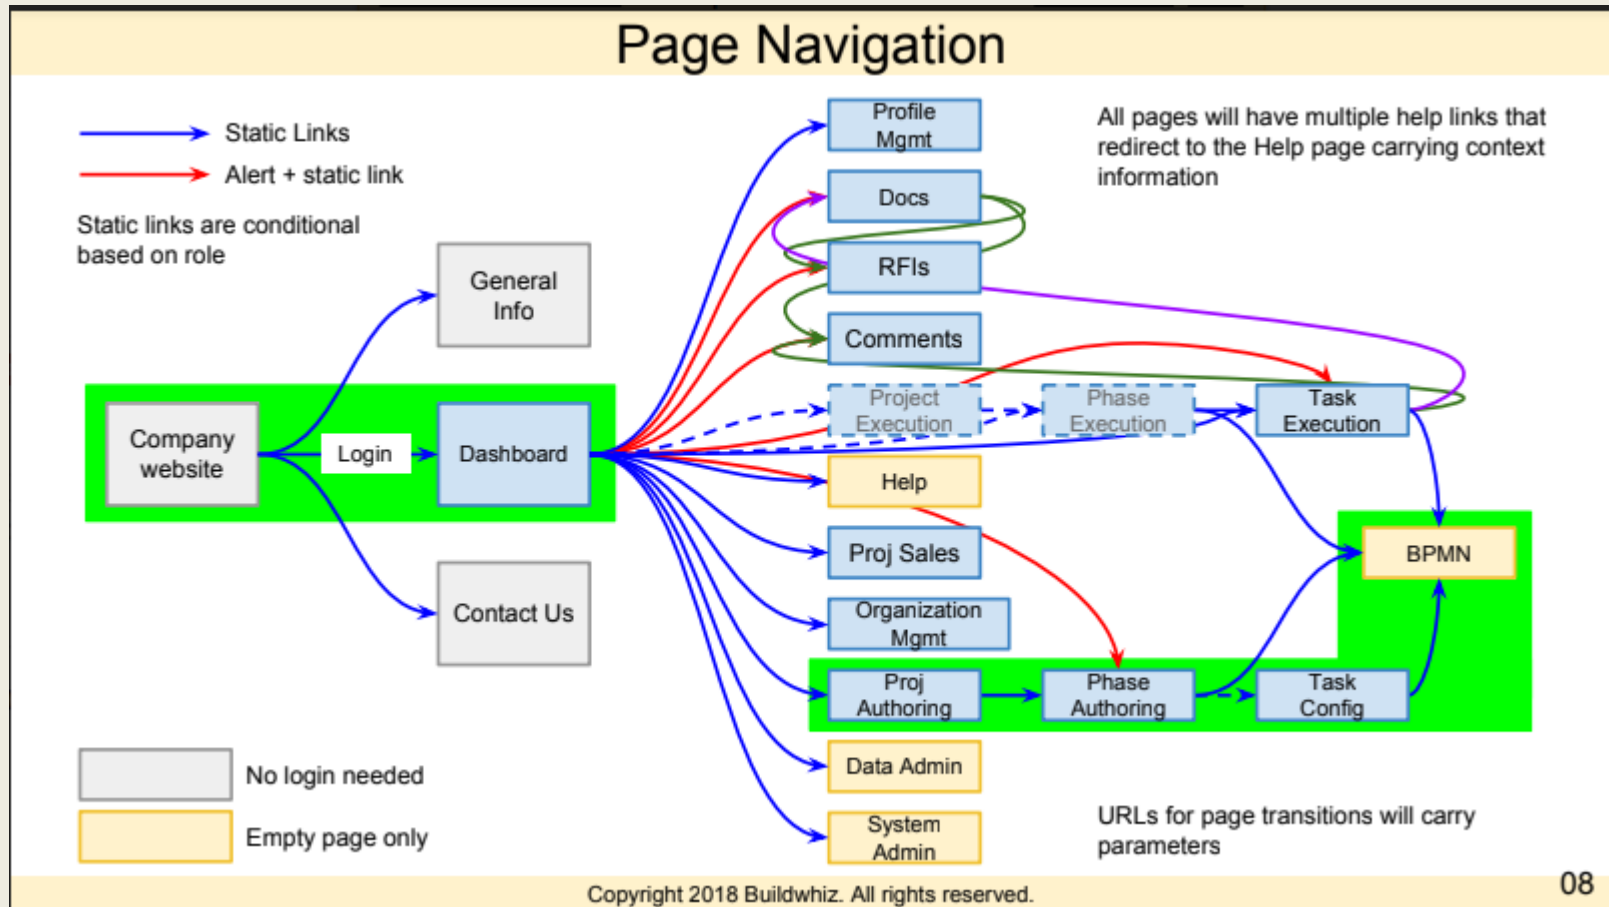 Page Navigation
Static Links
Alert + static link
Static links are conditional
based on role
All pages will have multiple help links that
redirect to the Help page carrying context
information
General
Info
Company
website
Login
Dashboard
Contact Us
Profile
Mgmt
Docs
RFIs
Comments
Project
Execution
Phase
Execution
Task
Execution
Help
Proj Sales
BPMN
Organization
Mgmt
Proj
Authoring
Phase
Authoring
Task
Config
Data Admin
System
Admin
No login needed
Empty page only
URLs for page transitions will carry
parameters
Copyright 2018 Buildwhiz. All rights reserved.
08